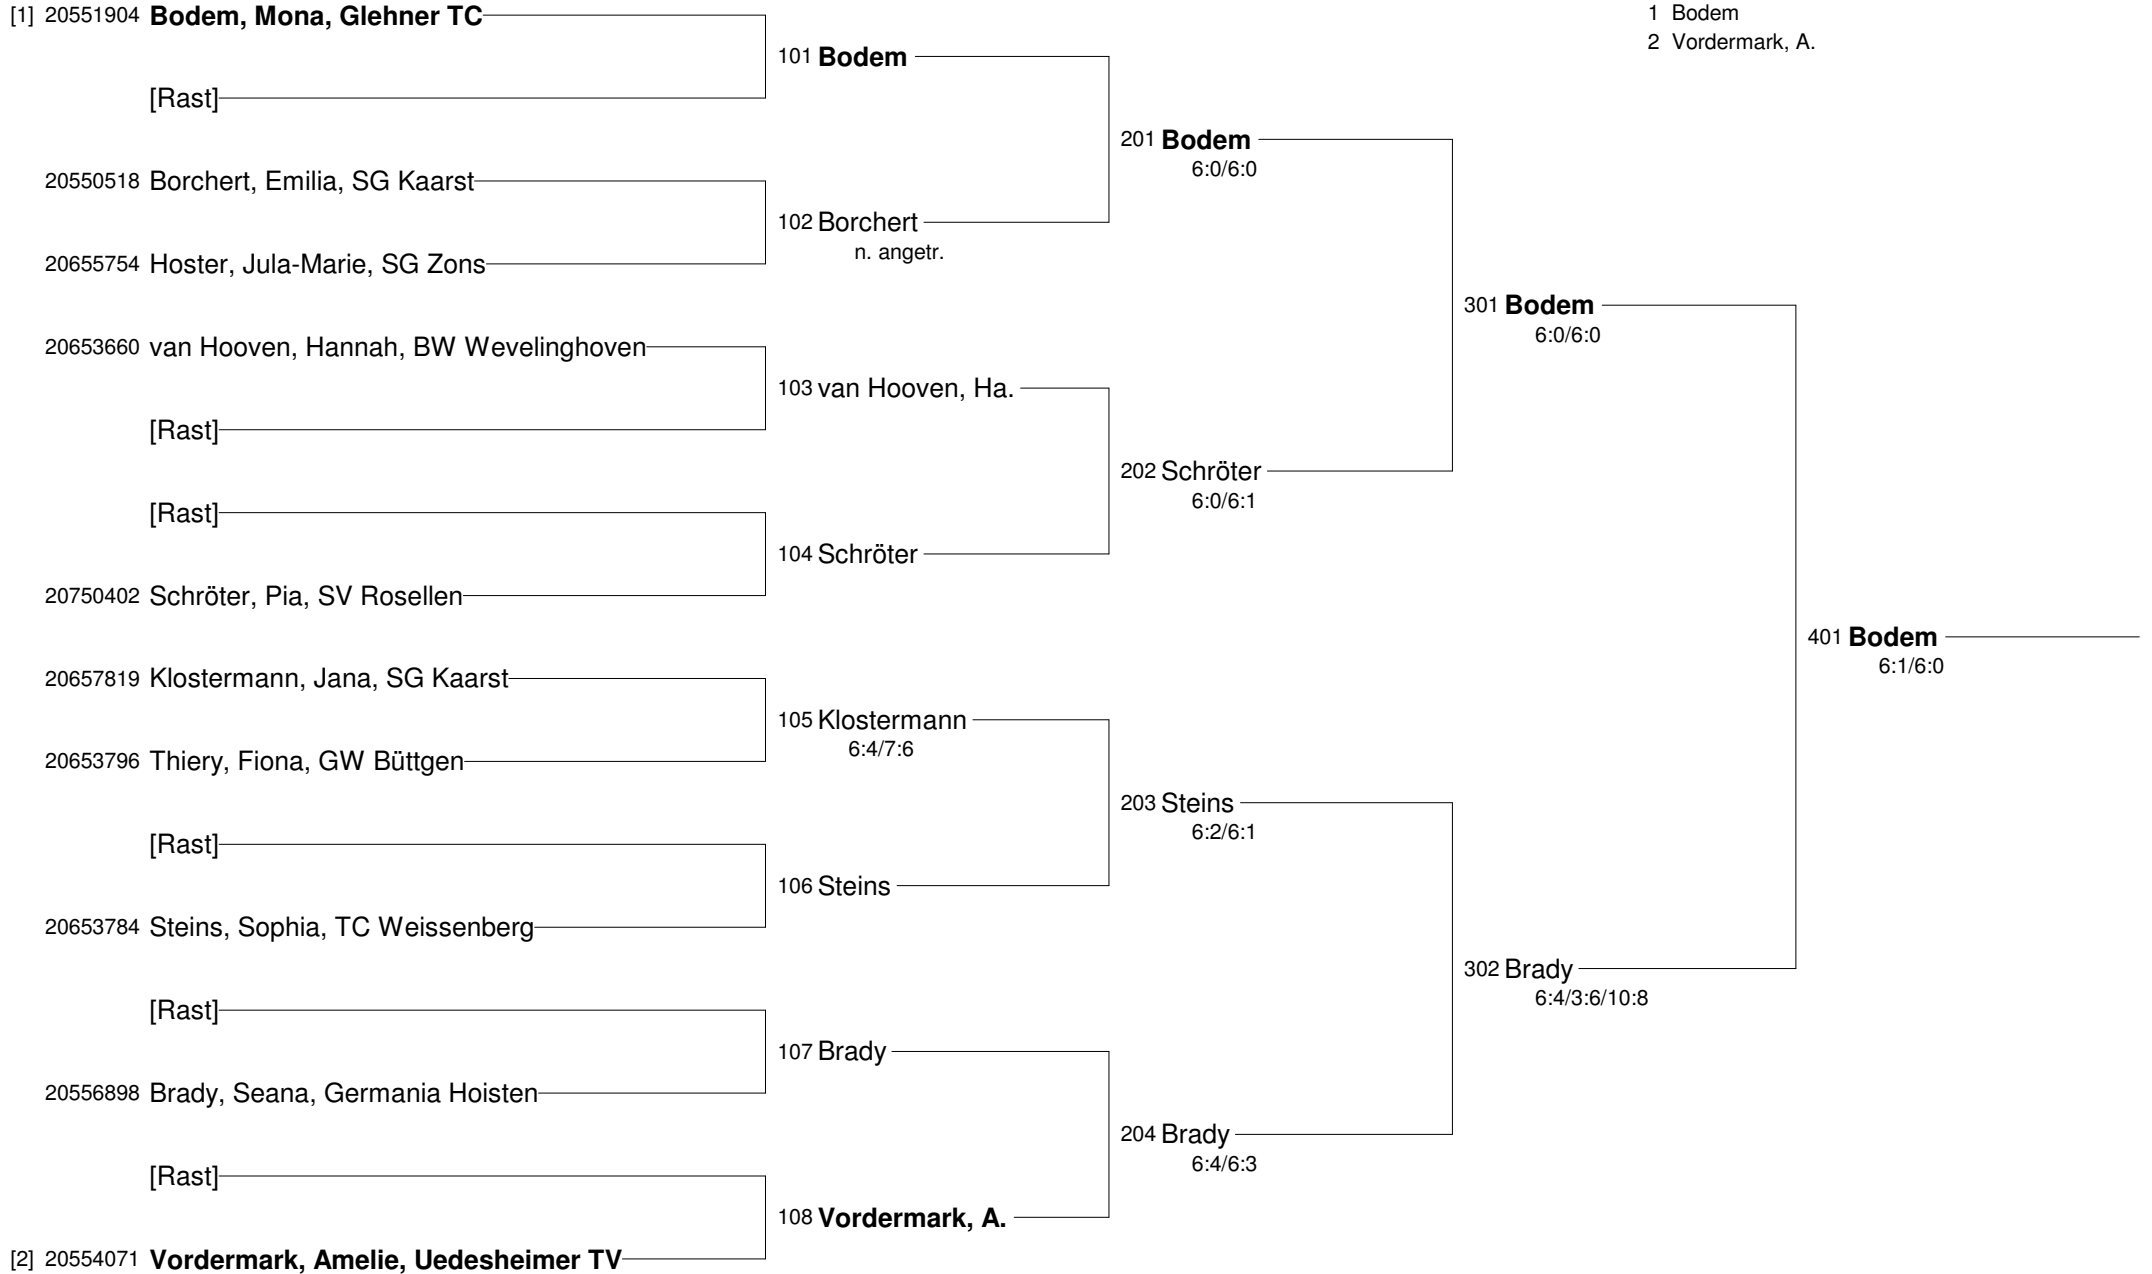 [1] 20551904 Bodem, Mona, Glehner TC
1 Bodem
2 Vordermark, A.
101 Bodem
[Rast]
201 Bodem
6:0/6:0
20550518 Borchert, Emilia, SG Kaarst
102 Borchert
n. angetr.
20655754 Hoster, Jula-Marie, SG Zons
301 Bodem
6:0/6:0
20653660 van Hooven, Hannah, BW Wevelinghoven
103 van Hooven, Ha.
[Rast]
202 Schröter
6:0/6:1
[Rast]
104 Schröter
20750402 Schröter, Pia, SV Rosellen
401 Bodem
6:1/6:0
20657819 Klostermann, Jana, SG Kaarst
105 Klostermann
6:4/7:6
20653796 Thiery, Fiona, GW Büttgen
203 Steins
6:2/6:1
[Rast]
106 Steins
20653784 Steins, Sophia, TC Weissenberg
302 Brady
6:4/3:6/10:8
[Rast]
107 Brady
20556898 Brady, Seana, Germania Hoisten
204 Brady
6:4/6:3
[Rast]
108 Vordermark, A.
[2] 20554071 Vordermark, Amelie, Uedesheimer TV